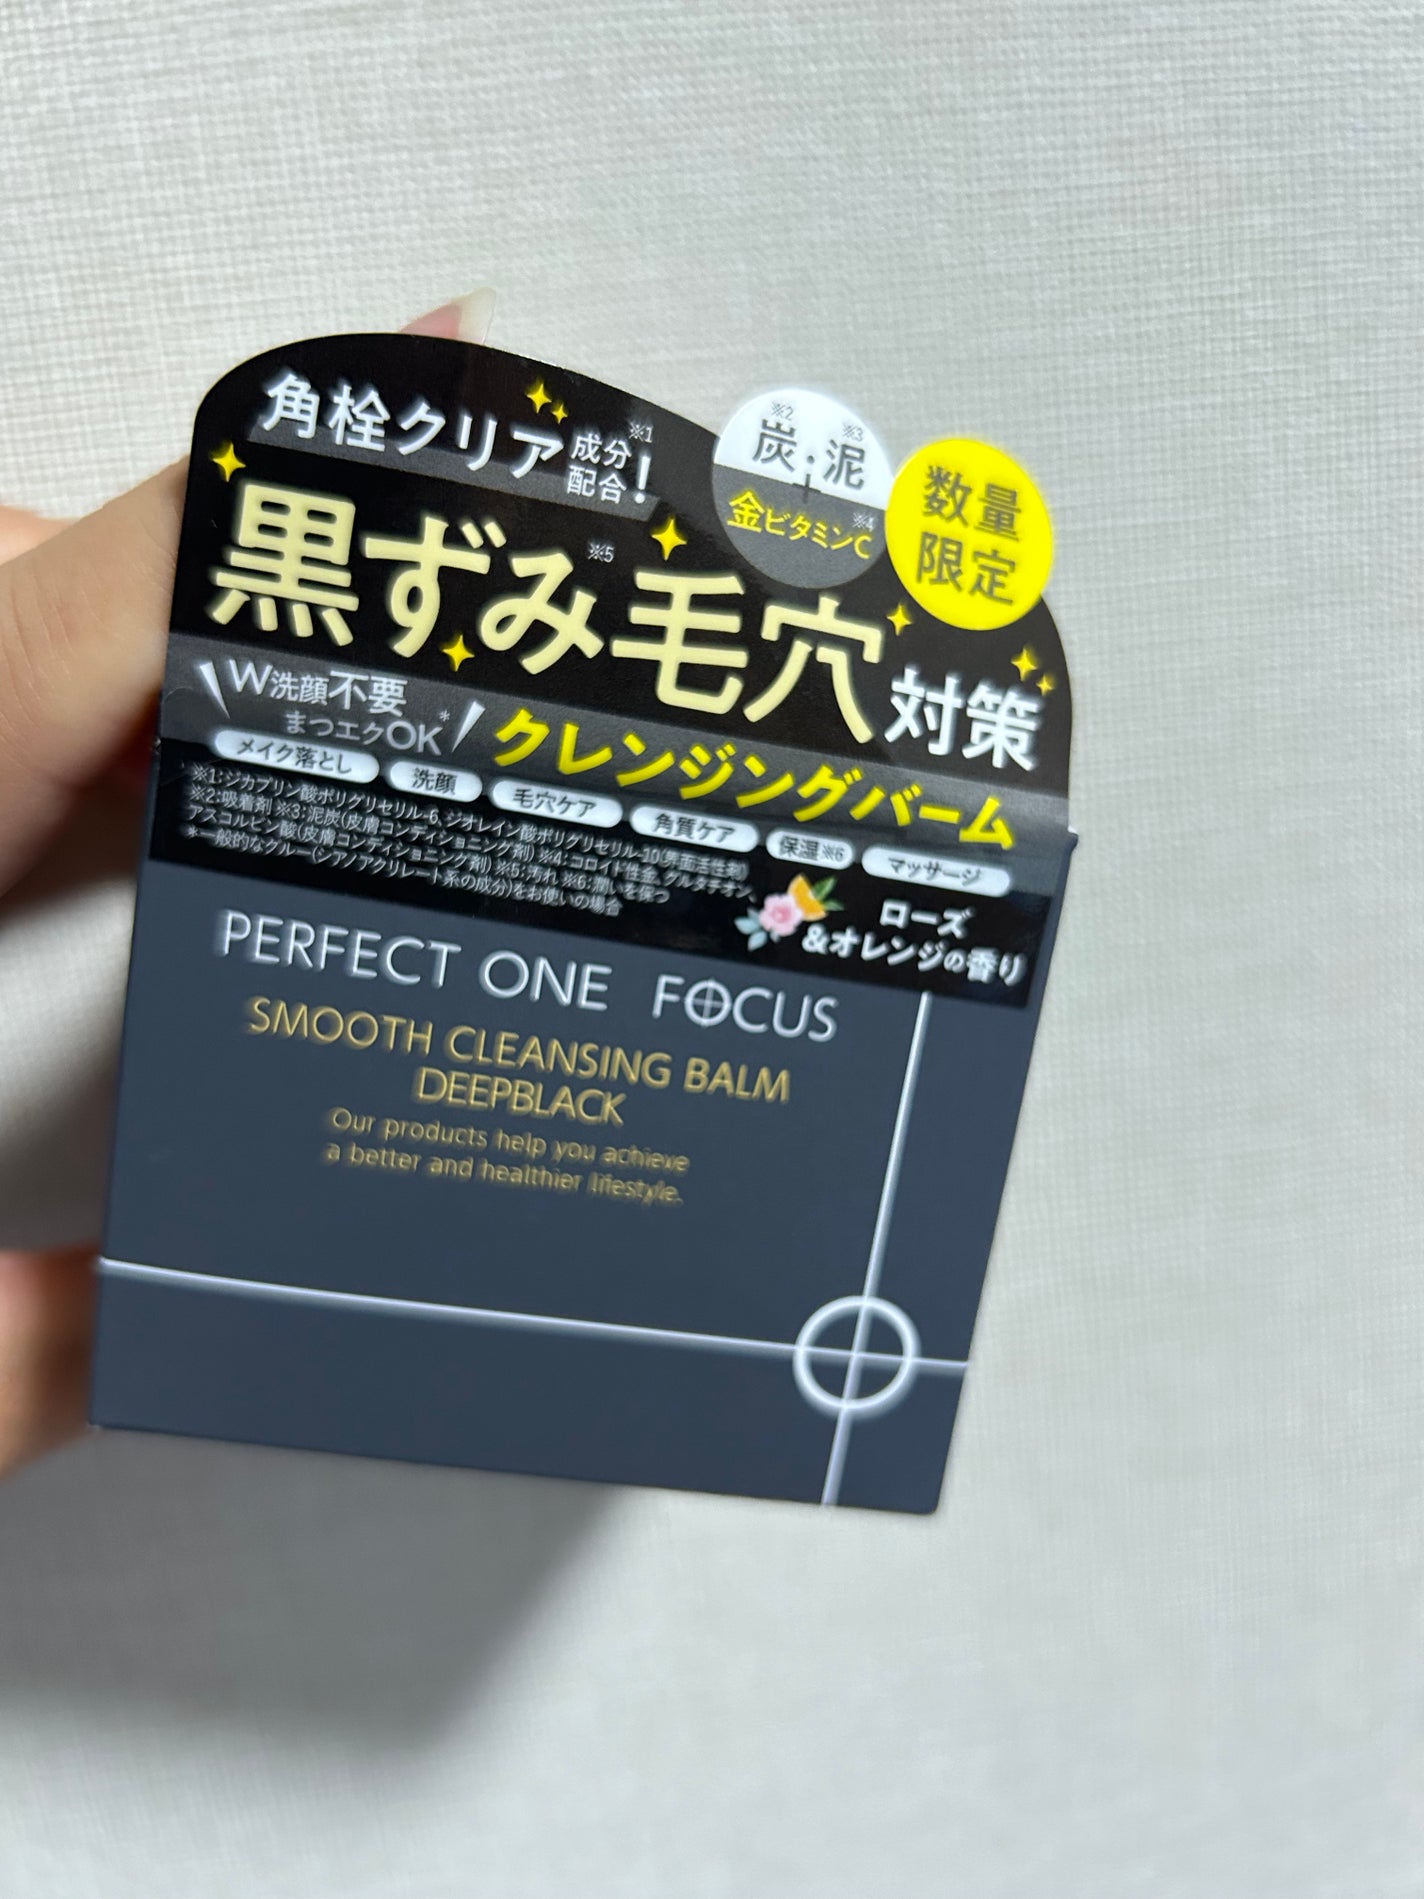 角栓クリア成分配合※1!
※2炭・※3泥
+
金ビタミンC※4
数量
限定
黒ずみ※5毛穴対策
W洗顔不要
まつエクOK*
クレンジングバーム
メイク落とし 洗顔 毛穴ケア 角質ケア 保湿※6 マッサージ
※1:ジカプリン酸ポリグリセリル-6、ジオレイン酸ポリグリセリル-10(界面活性剤)
※2:吸着剤 ※3:泥炭(皮膚コンディショニング剤) ※4:コロイド性金、グルタチオン、
アスコルビン酸(皮膚コンディショニング剤) ※5:汚れ ※6:潤いを保つ
*一般的なグルー(シアノアクリレート系の成分)をお使いの場合
ローズ
&オレンジの香り
PERFECT ONE FOCUS
SMOOTH CLEANSING BALM
DEEPBLACK
Our products help you achieve
a better and healthier lifestyle.